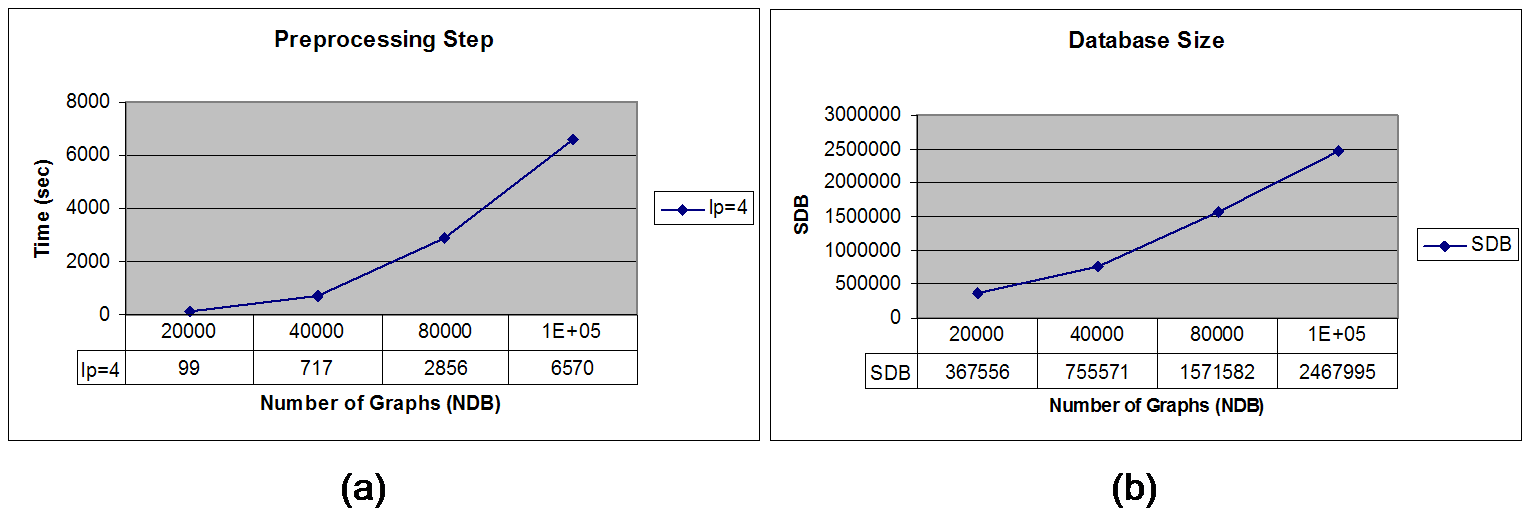 Preprocessing Step
8000
6000
4000
2000
0
Time (sec)
20000 40000 80000 1E+05
lp=4 99 717 2856 6570
Number of Graphs (NDB)
lp=4
(a)
Database Size
3000000
2500000
2000000
1500000
1000000
500000
0
SDB
20000 40000 80000 1E+05
SDB 367556 755571 1571582 2467995
Number of Graphs (NDB)
SDB
(b)